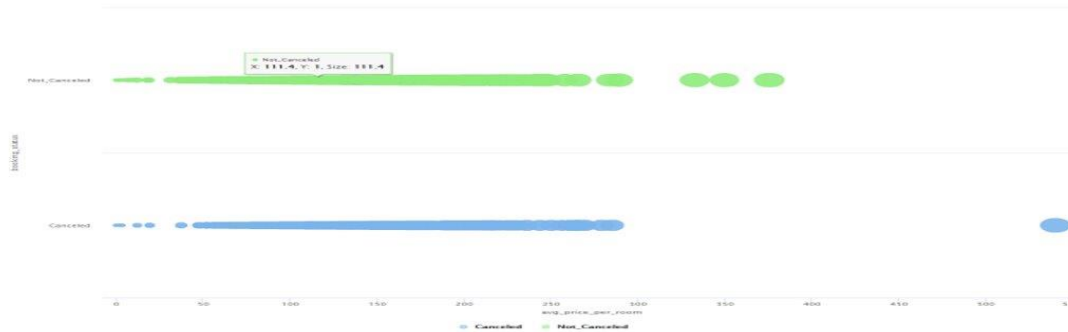 Not_Canceled
X: 111.4, Y: 1, Size: 111.4
Not_Canceled
booking_status
Canceled
0 50 100 150 200 250 300 350 400 450 500
avg_price_per_room
Canceled Not_Canceled